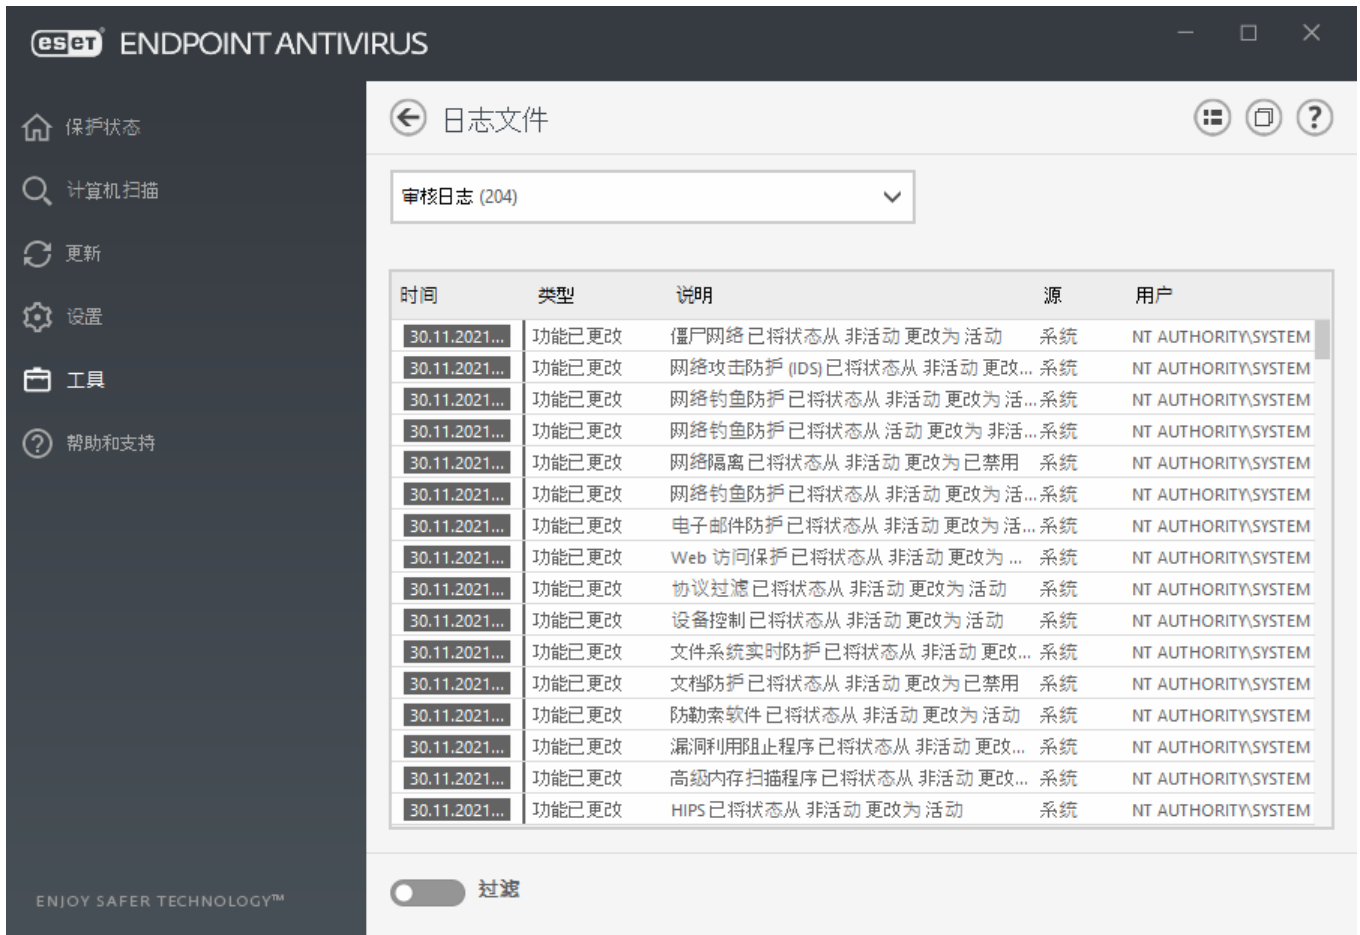 eset ENDPOINT ANTIVIRUS
保护状态
计算机扫描
更新
设置
工具
帮助和支持
ENJOY SAFER TECHNOLOGY™
日志文件
?
审核日志 (204)
时间 类型 说明 源 用户
30.11.2021... 功能已更改 僵尸网络 已将状态从 非活动 更改为 活动 系统 NT AUTHORITY\SYSTEM
30.11.2021... 功能已更改 网络攻击防护 (IDS) 已将状态从 非活动 更改... 系统 NT AUTHORITY\SYSTEM
30.11.2021... 功能已更改 网络钓鱼防护 已将状态从 非活动 更改为 活... 系统 NT AUTHORITY\SYSTEM
30.11.2021... 功能已更改 网络钓鱼防护 已将状态从 活动 更改为 非活... 系统 NT AUTHORITY\SYSTEM
30.11.2021... 功能已更改 网络隔离 已将状态从 非活动 更改为 已禁用 系统 NT AUTHORITY\SYSTEM
30.11.2021... 功能已更改 网络钓鱼防护 已将状态从 非活动 更改为 活... 系统 NT AUTHORITY\SYSTEM
30.11.2021... 功能已更改 电子邮件防护 已将状态从 非活动 更改为 活... 系统 NT AUTHORITY\SYSTEM
30.11.2021... 功能已更改 Web 访问保护 已将状态从 非活动 更改为 ... 系统 NT AUTHORITY\SYSTEM
30.11.2021... 功能已更改 协议过滤 已将状态从 非活动 更改为 活动 系统 NT AUTHORITY\SYSTEM
30.11.2021... 功能已更改 设备控制 已将状态从 非活动 更改为 活动 系统 NT AUTHORITY\SYSTEM
30.11.2021... 功能已更改 文件系统实时防护 已将状态从 非活动 更改... 系统 NT AUTHORITY\SYSTEM
30.11.2021... 功能已更改 文档防护 已将状态从 非活动 更改为 已禁用 系统 NT AUTHORITY\SYSTEM
30.11.2021... 功能已更改 防勒索软件 已将状态从 非活动 更改为 活动 系统 NT AUTHORITY\SYSTEM
30.11.2021... 功能已更改 漏洞利用阻止程序 已将状态从 非活动 更改... 系统 NT AUTHORITY\SYSTEM
30.11.2021... 功能已更改 高级内存扫描程序 已将状态从 非活动 更改... 系统 NT AUTHORITY\SYSTEM
30.11.2021... 功能已更改 HIPS 已将状态从 非活动 更改为 活动 系统 NT AUTHORITY\SYSTEM
过滤